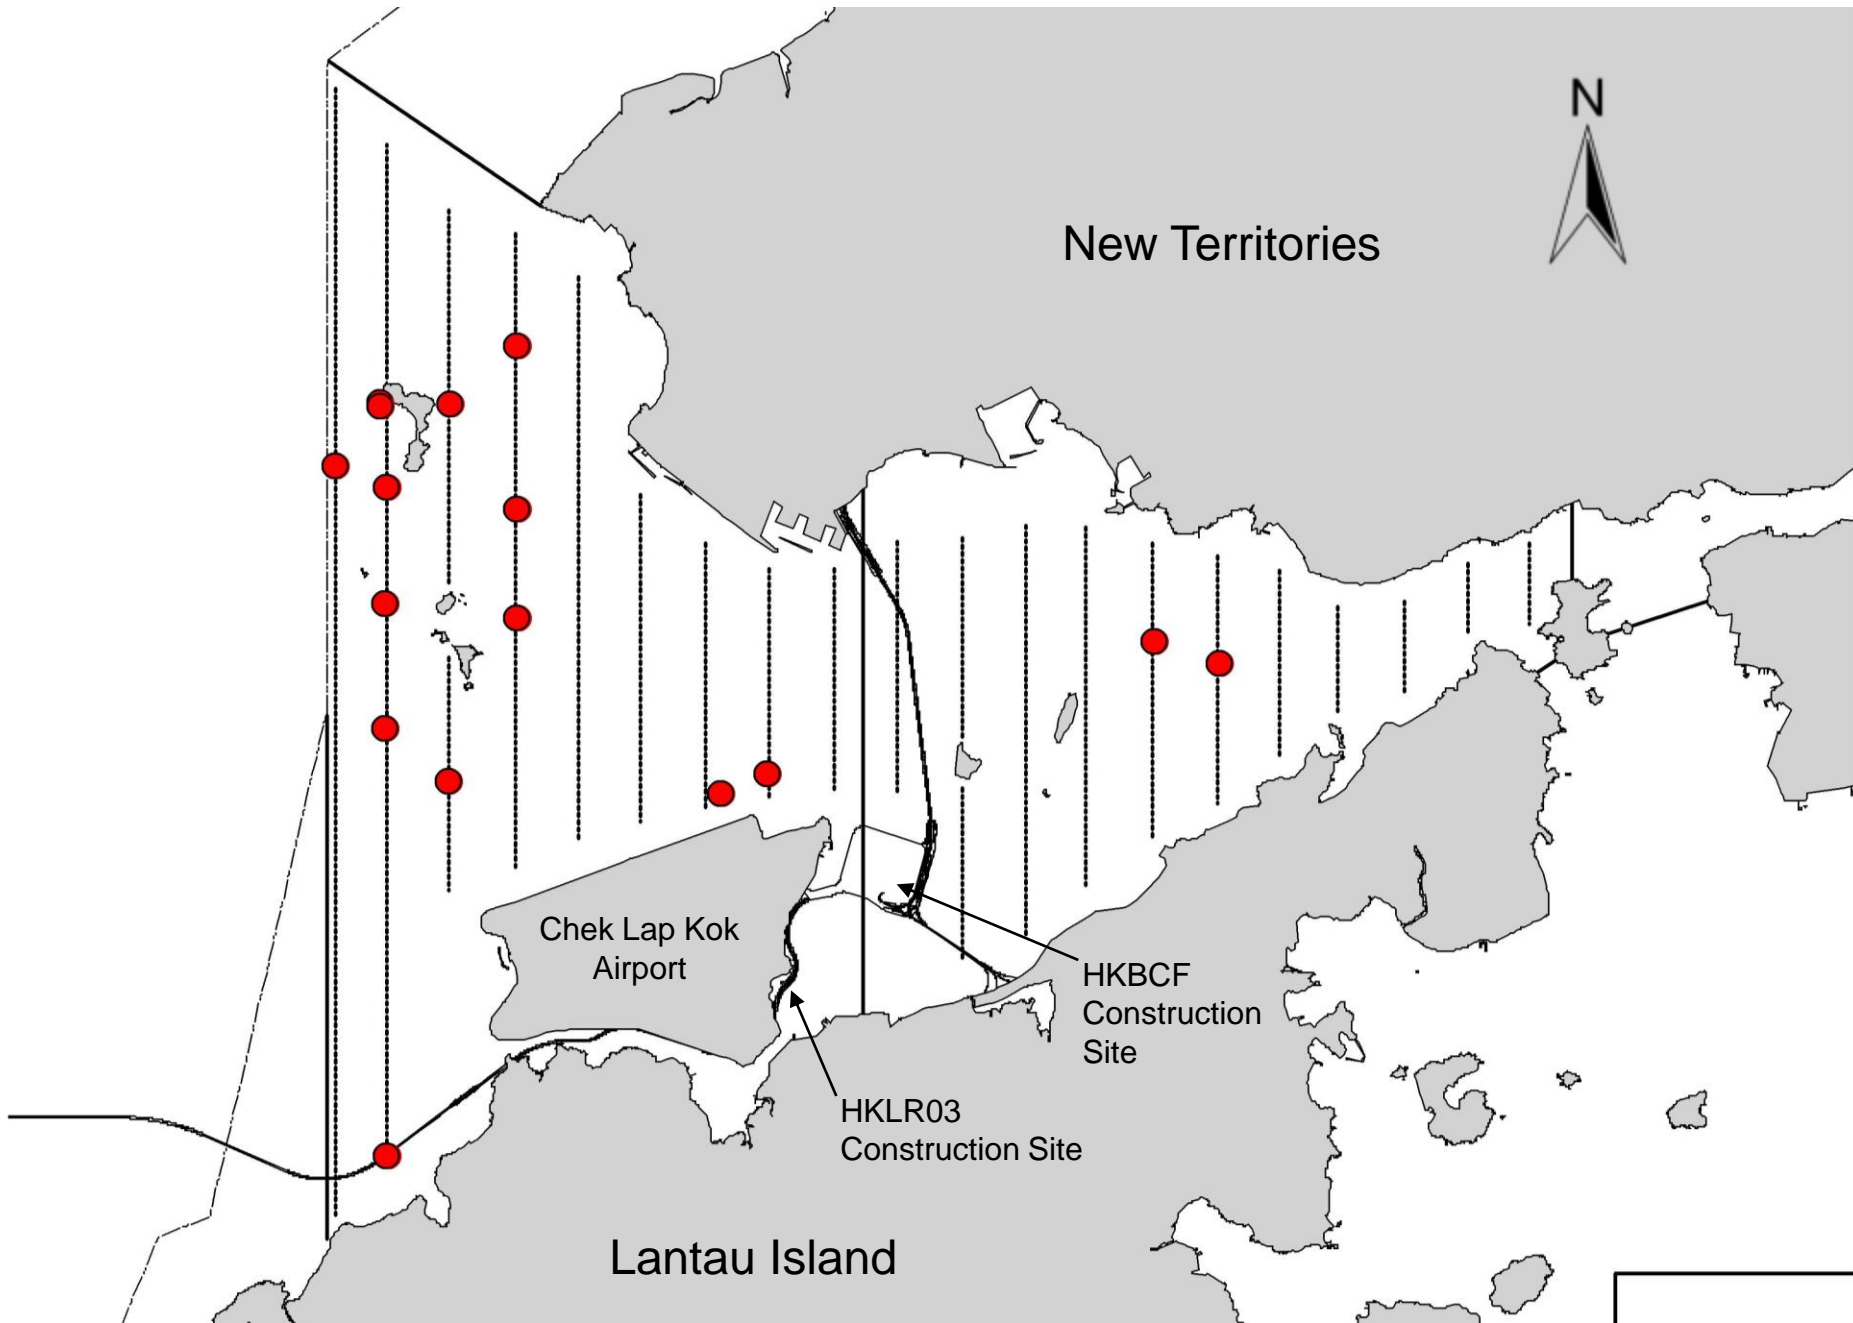 N
New Territories
Chek Lap Kok
Airport
HKBCF
Construction
Site
HKLR03
Construction Site
Lantau Island